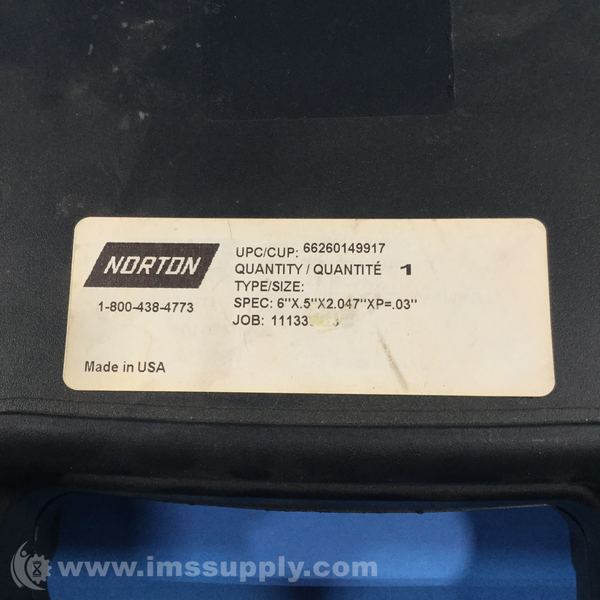 NORTON
1-800-438-4773
Made in USA
UPC/CUP: 66260149917
QUANTITY / QUANTITÉ 1
TYPE/SIZE:
SPEC: 6"X.5"X2.047"XP=.03"
JOB:
www.imssupply.com